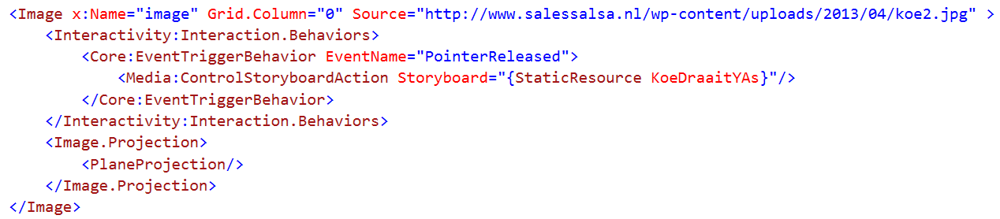 <Image x:Name="image" Grid.Column="0" Source="http://www.salessalsa.nl/wp-content/uploads/2013/04/koe2.jpg" >
    <Interactivity:Interaction.Behaviors>
        <Core:EventTriggerBehavior EventName="PointerReleased">
            <Media:ControlStoryboardAction Storyboard="{StaticResource KoeDraaitYAs}"/>
        </Core:EventTriggerBehavior>
    </Interactivity:Interaction.Behaviors>
    <Image.Projection>
        <PlaneProjection/>
    </Image.Projection>
</Image>